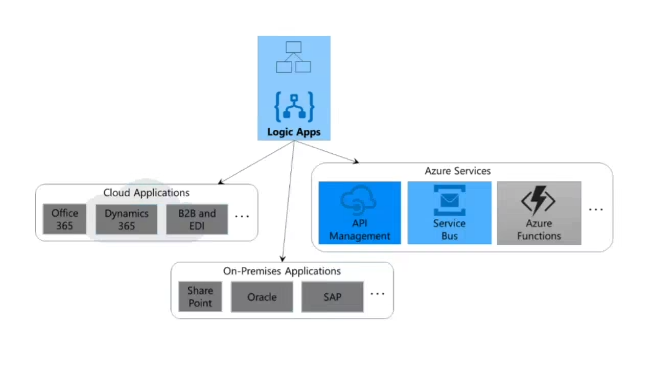 Logic Apps
Azure Services
API
Management
Service
Bus
Azure
Functions
...
Cloud Applications
Office
365
Dynamics
365
B2B and
EDI
...
On-Premises Applications
Share
Point
Oracle
SAP
...